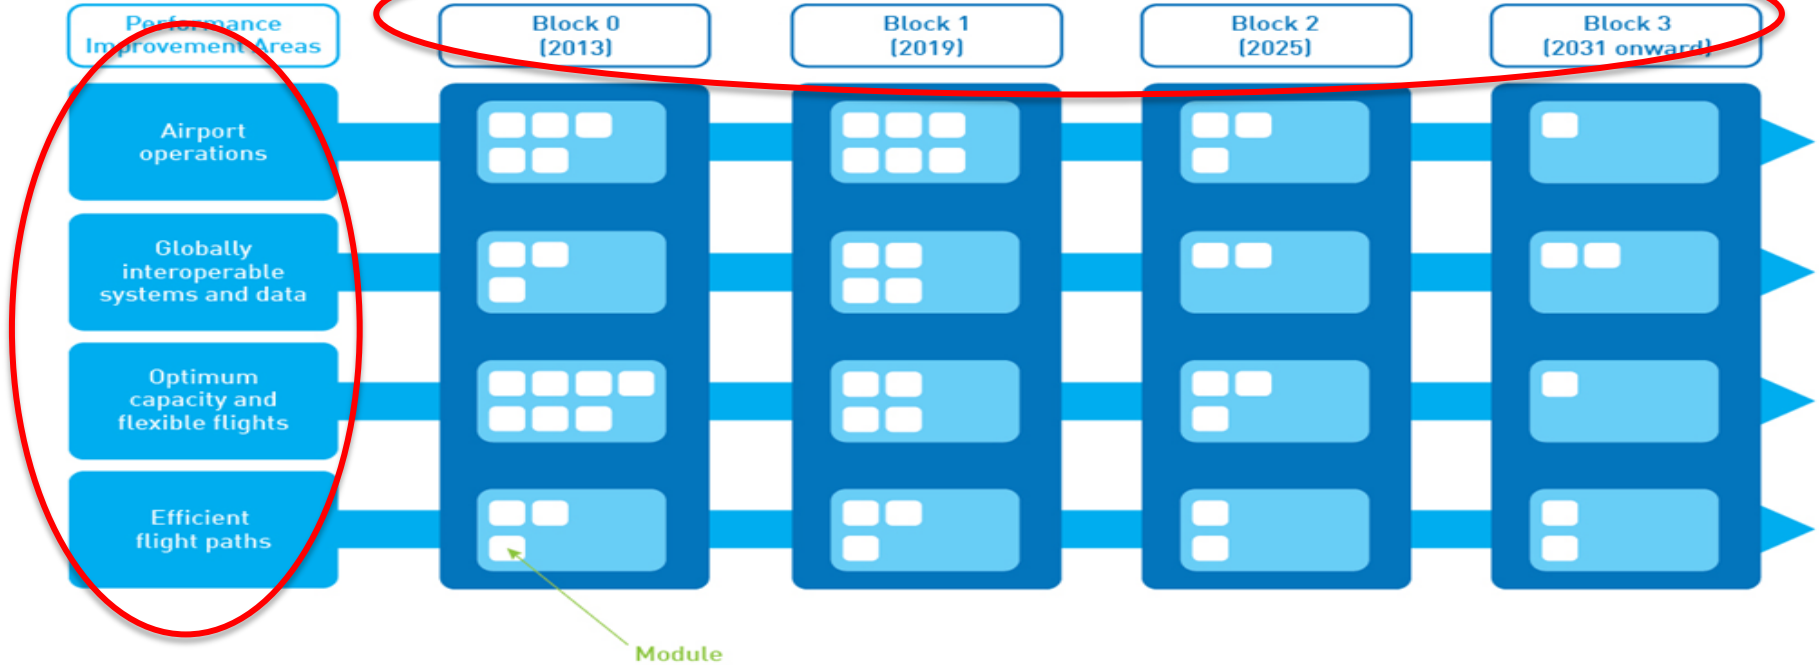 Performance
Improvement Areas
Block 0
(2013)
Block 1
(2019)
Block 2
(2025)
Block 3
(2031 onward)
Airport
operations
Globally
interoperable
systems and data
Optimum
capacity and
flexible flights
Efficient
flight paths
Module